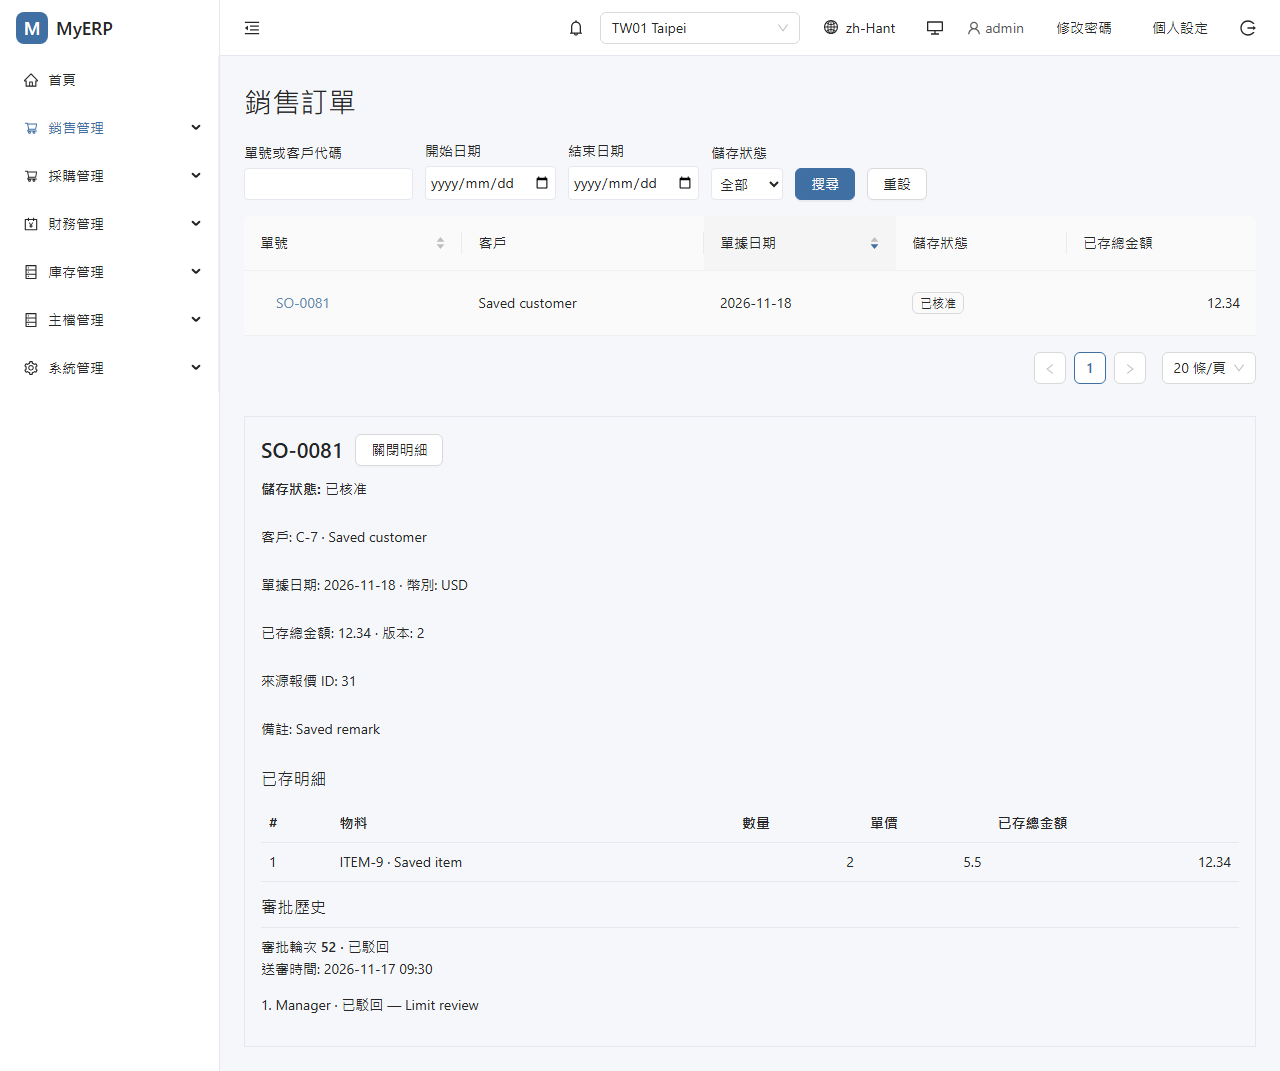 M MyERP
TW01 Taipei
zh-Hant
admin
修改密碼
個人設定
首頁
銷售管理
採購管理
財務管理
庫存管理
主檔管理
系統管理
銷售訂單
單號或客戶代碼
開始日期
結束日期
儲存狀態
yyyy/mm/dd
yyyy/mm/dd
全部
搜尋
重設
單號 客戶 單據日期 儲存狀態 已存總金額
SO-0081 Saved customer 2026-11-18 已核准 12.34
1
20 條/頁
SO-0081 關閉明細
儲存狀態: 已核准
客戶: C-7 · Saved customer
單據日期: 2026-11-18 · 幣別: USD
已存總金額: 12.34 · 版本: 2
來源報價 ID: 31
備註: Saved remark
已存明細
# 物料 數量 單價 已存總金額
1 ITEM-9 · Saved item 2 5.5 12.34
審批歷史
審批輪次 52 · 已駁回
送審時間: 2026-11-17 09:30
1. Manager · 已駁回 — Limit review